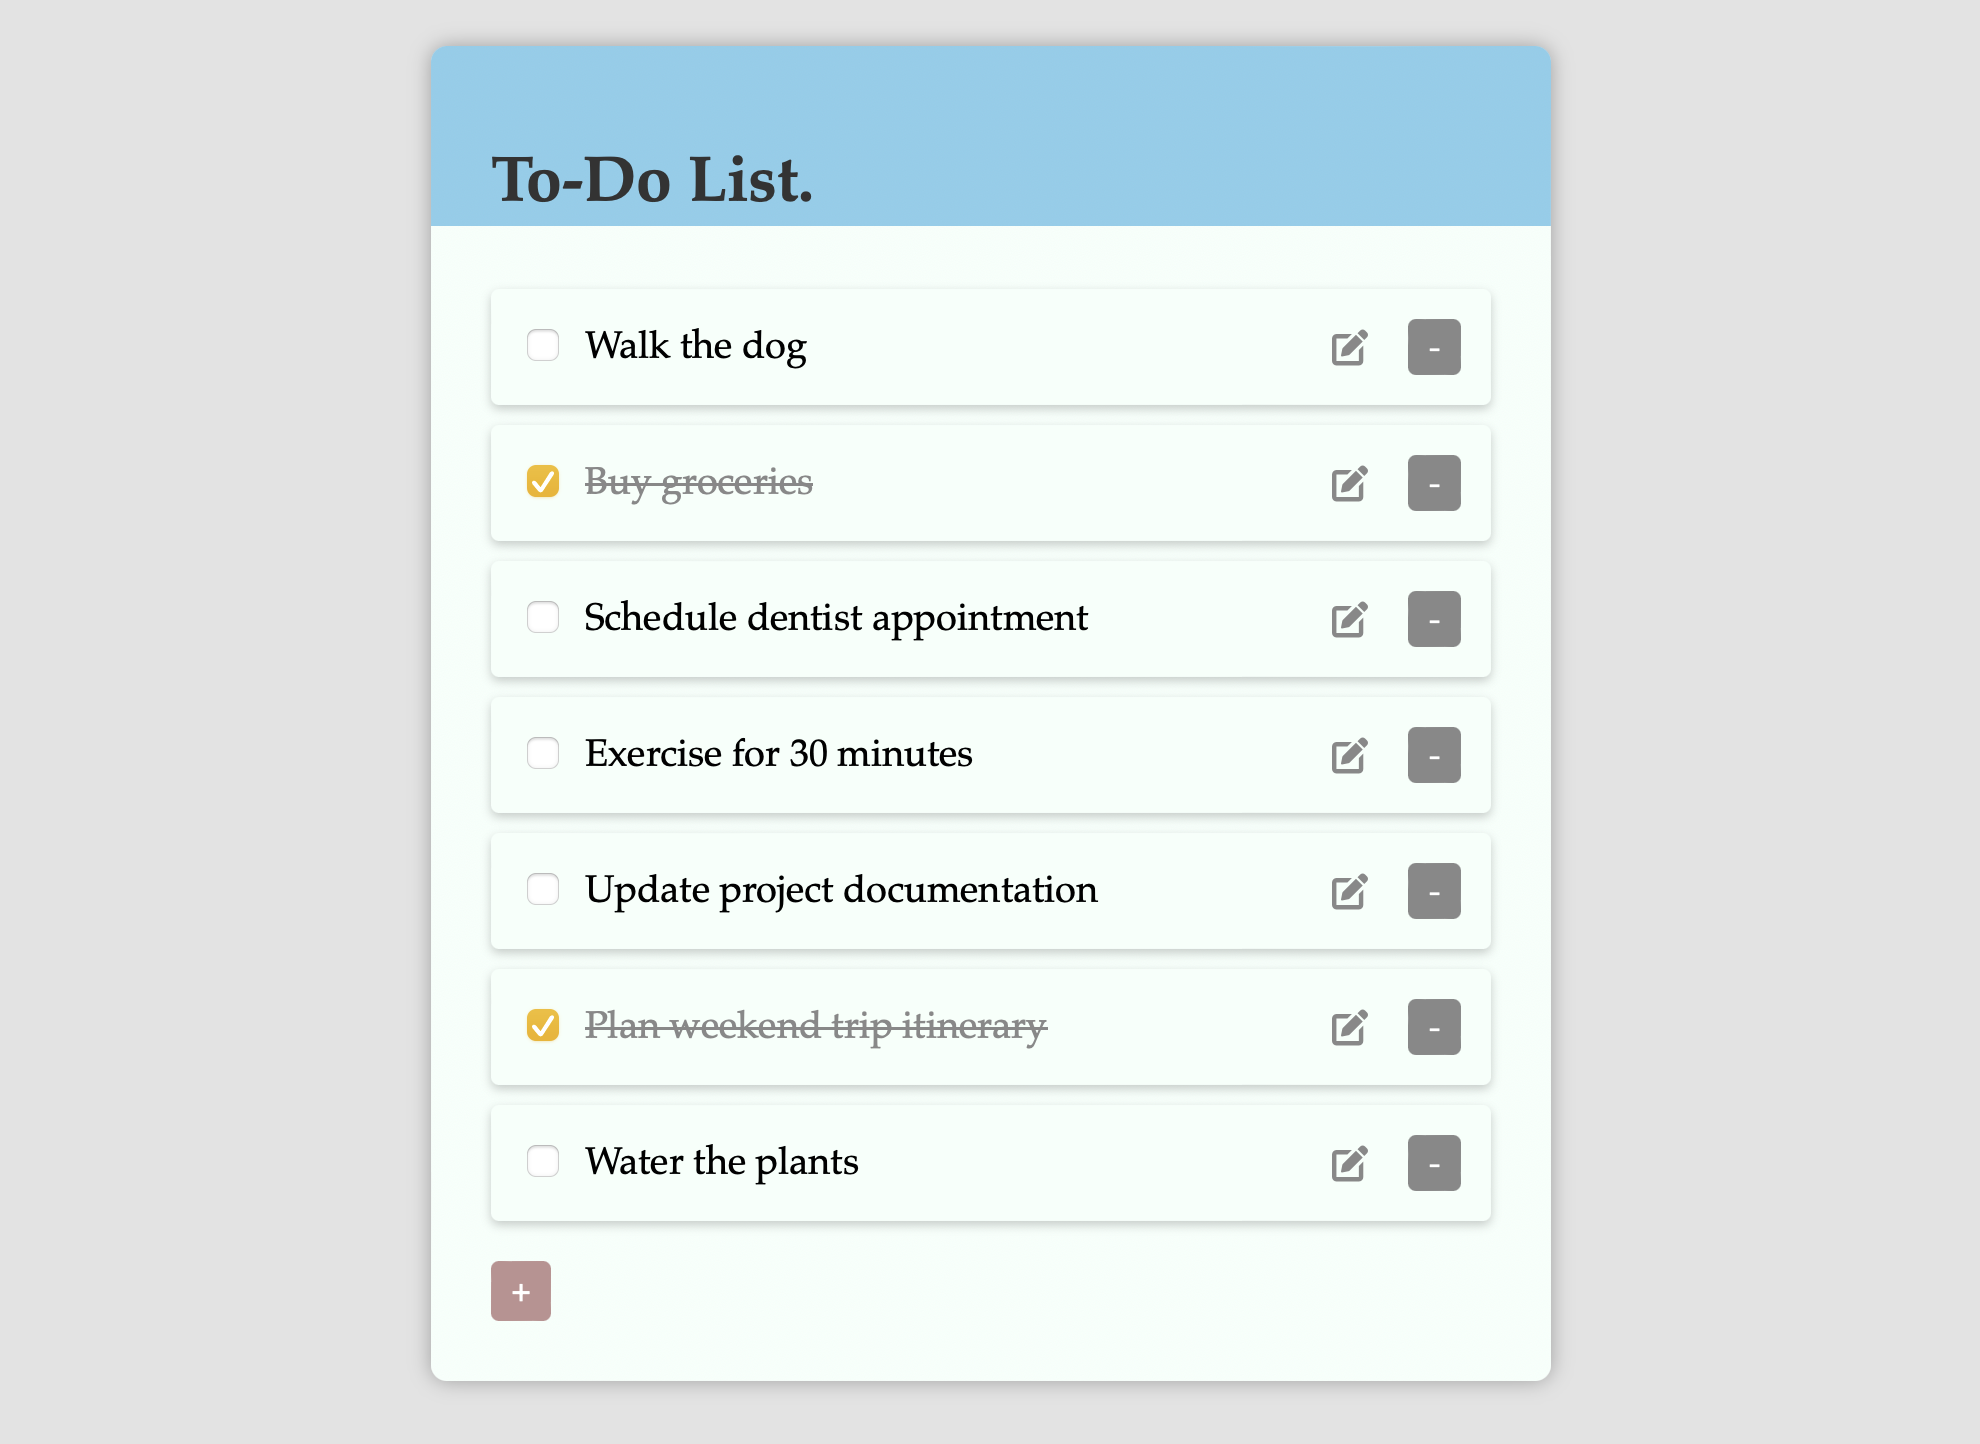 To-Do List.
Walk the dog
-
Buy groceries
-
Schedule dentist appointment
-
Exercise for 30 minutes
-
Update project documentation
-
Plan weekend trip itinerary
-
Water the plants
-
+